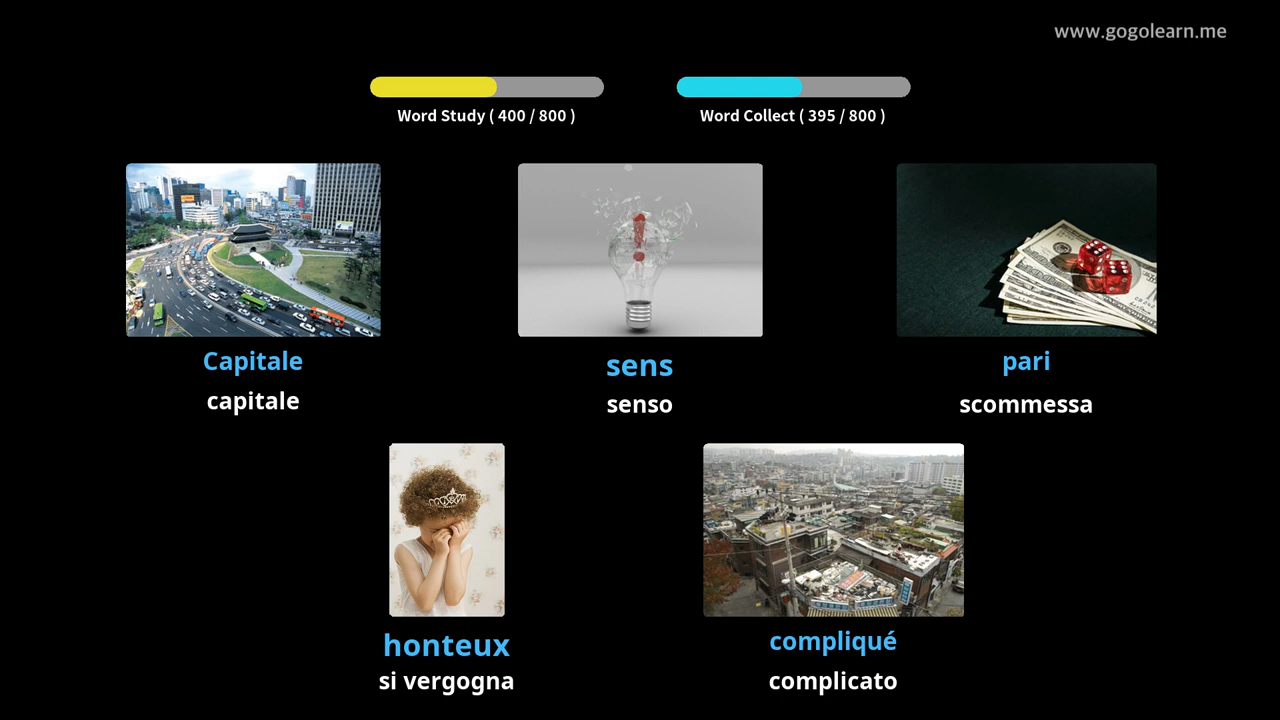 www.gogolearn.me
Word Study ( 400 / 800 )
Word Collect ( 395 / 800 )
Capitale
capitale
sens
senso
pari
scommessa
honteux
si vergogna
compliqué
complicato